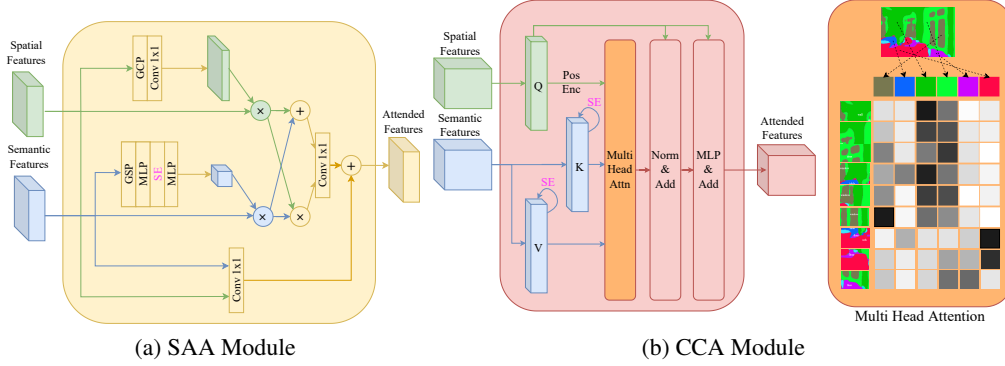 Spatial
Features
Semantic
Features
GCP
Conv 1x1
GSP
MLP
SE
MLP
×
×
+
×
Conv 1x1
+
Conv 1x1
Attended
Features
(a) SAA Module
Spatial
Features
Semantic
Features
Q
Pos
Enc
SE
K
SE
V
Multi
Head
Attn
Norm
&
Add
MLP
&
Add
Attended
Features
Multi Head Attention
(b) CCA Module